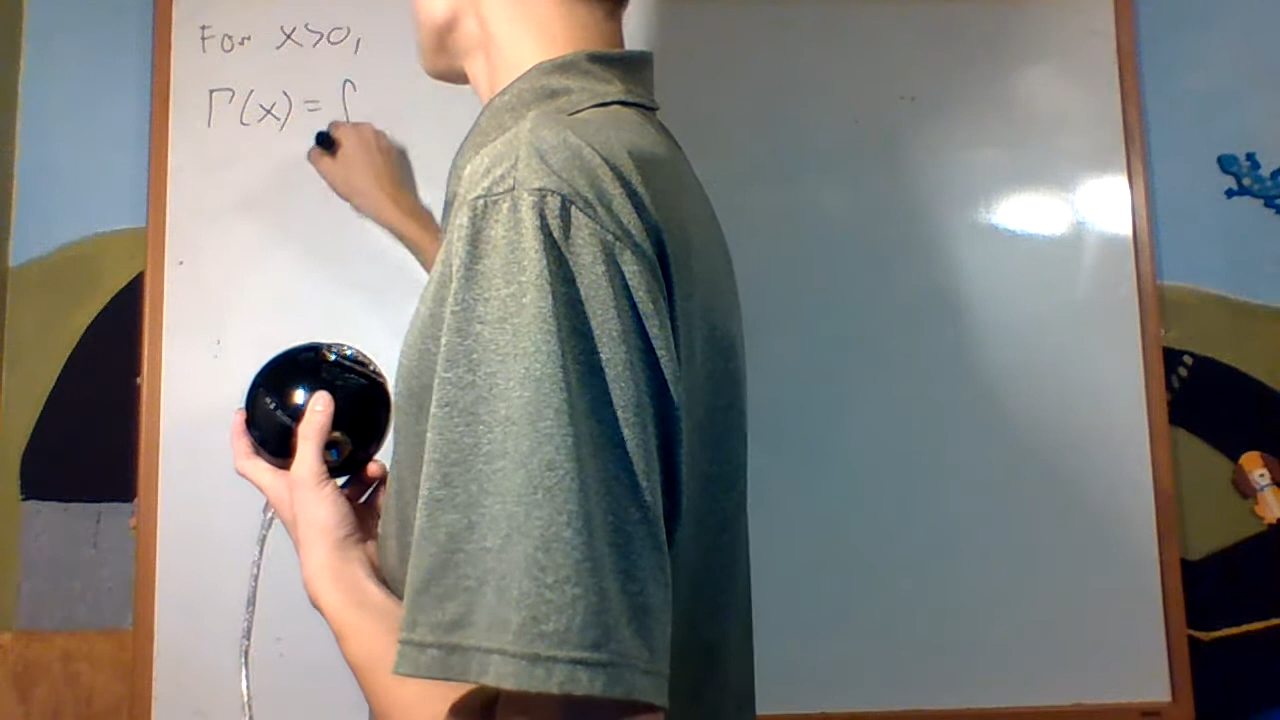 For x>0,
Γ(x) = ∫